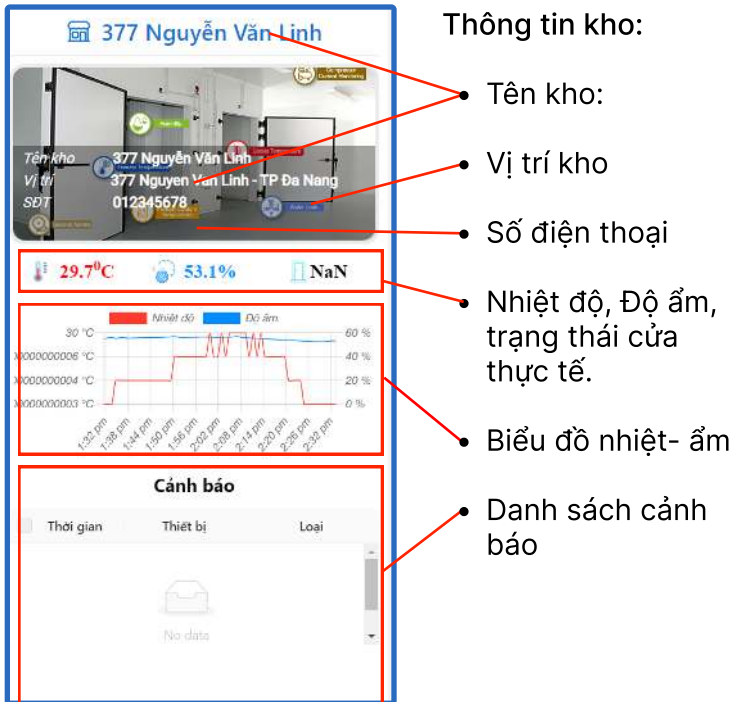 377 Nguyễn Văn Linh
Tên kho 377 Nguyễn Văn Linh
Vị trí 377 Nguyen Van Linh - TP Đa Nang
SĐT 012345678
29.7⁰C 53.1% NaN
Nhiệt độ Độ ẩm
30 °C 60 %
0000000006 °C 40 %
0000000004 °C 20 %
0000000003 °C 0 %
1:32 pm 1:38 pm 1:44 pm 1:50 pm 1:56 pm 2:02 pm 2:08 pm 2:14 pm 2:20 pm 2:26 pm 2:32 pm
Cảnh báo
Thời gian Thiết bị Loại
No data
Thông tin kho:
• Tên kho:
• Vị trí kho
• Số điện thoại
• Nhiệt độ, Độ ẩm,
trạng thái cửa
thực tế.
• Biểu đồ nhiệt- ẩm
• Danh sách cảnh
báo